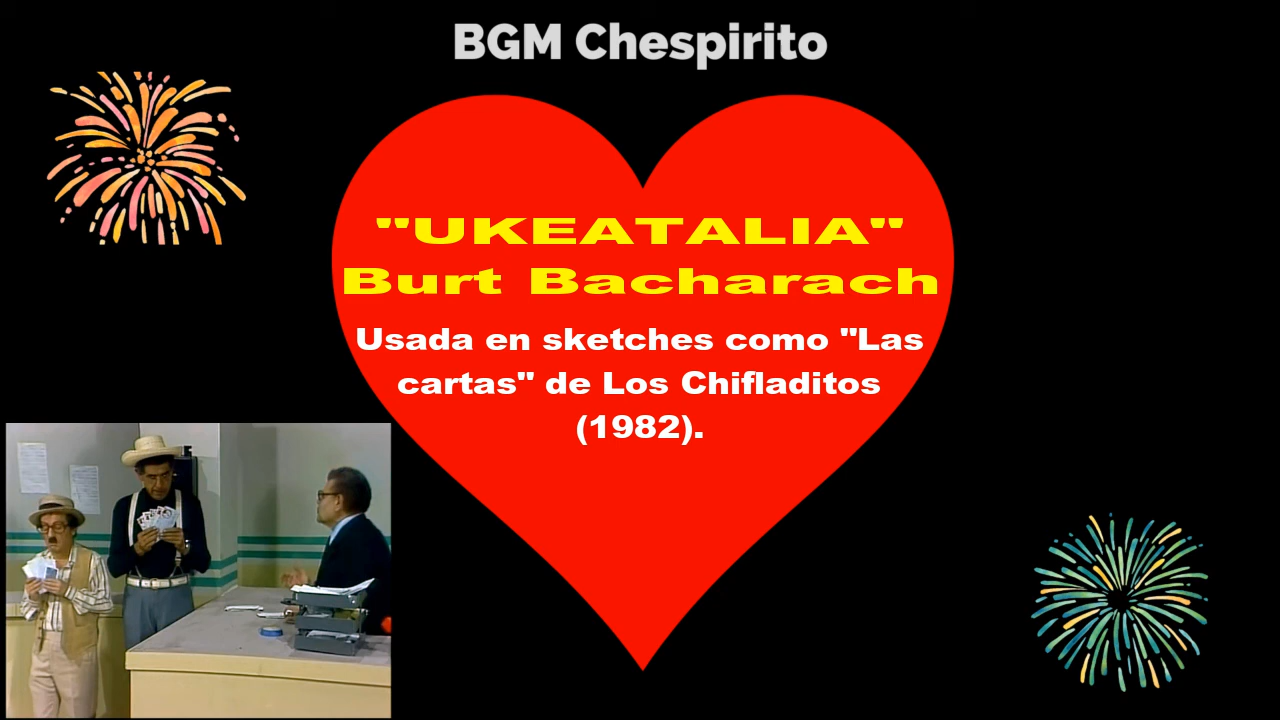 BGM Chespirito
"UKEATALIA"
Burt Bacharach
Usada en sketches como "Las
cartas" de Los Chifladitos
(1982).